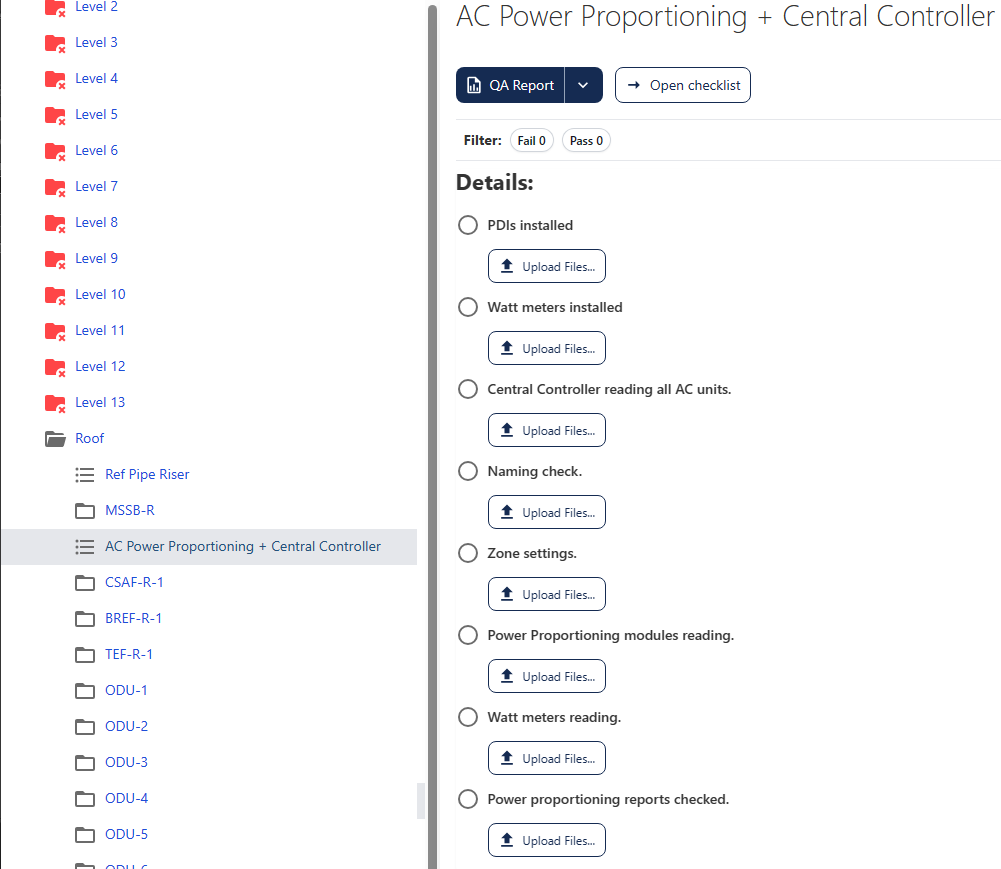 Level 2
Level 3
Level 4
Level 5
Level 6
Level 7
Level 8
Level 9
Level 10
Level 11
Level 12
Level 13
Roof
Ref Pipe Riser
MSSB-R
AC Power Proportioning + Central Controller
CSAF-R-1
BREF-R-1
TEF-R-1
ODU-1
ODU-2
ODU-3
ODU-4
ODU-5
ODU-6
AC Power Proportioning + Central Controller
QA Report
Open checklist
Filter: Fail 0 Pass 0
Details:
PDIs installed
Upload Files...
Watt meters installed
Upload Files...
Central Controller reading all AC units.
Upload Files...
Naming check.
Upload Files...
Zone settings.
Upload Files...
Power Proportioning modules reading.
Upload Files...
Watt meters reading.
Upload Files...
Power proportioning reports checked.
Upload Files...